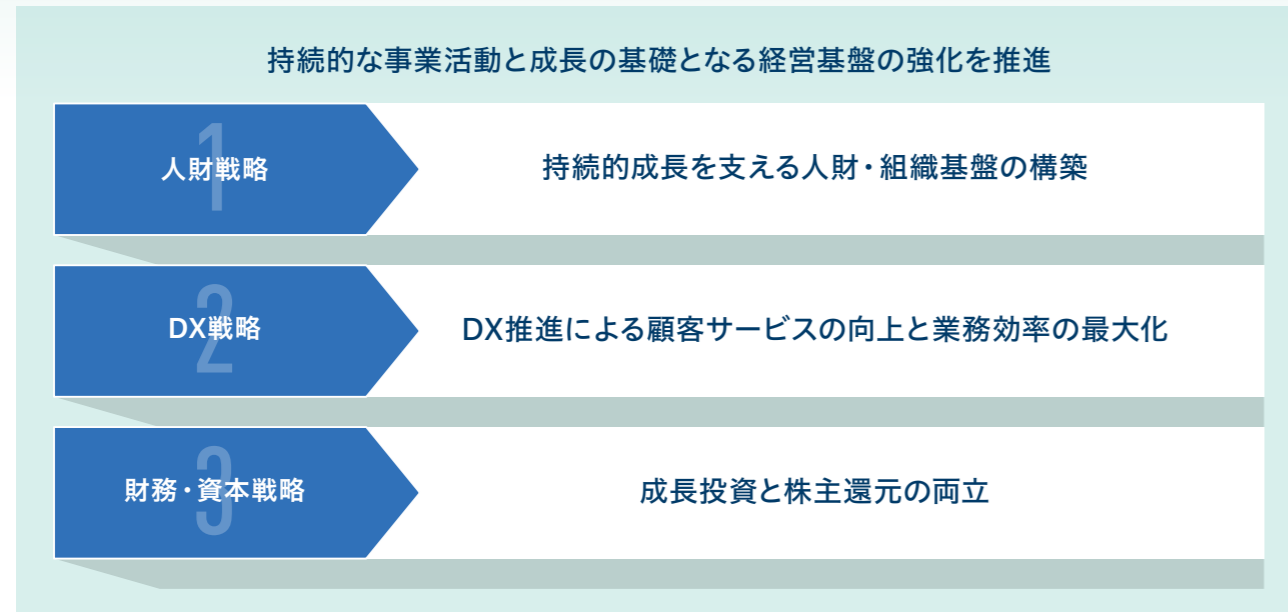 持続的な事業活動と成長の基礎となる経営基盤の強化を推進
1
人財戦略
持続的成長を支える人財・組織基盤の構築
2
DX戦略
DX推進による顧客サービスの向上と業務効率の最大化
3
財務・資本戦略
成長投資と株主還元の両立